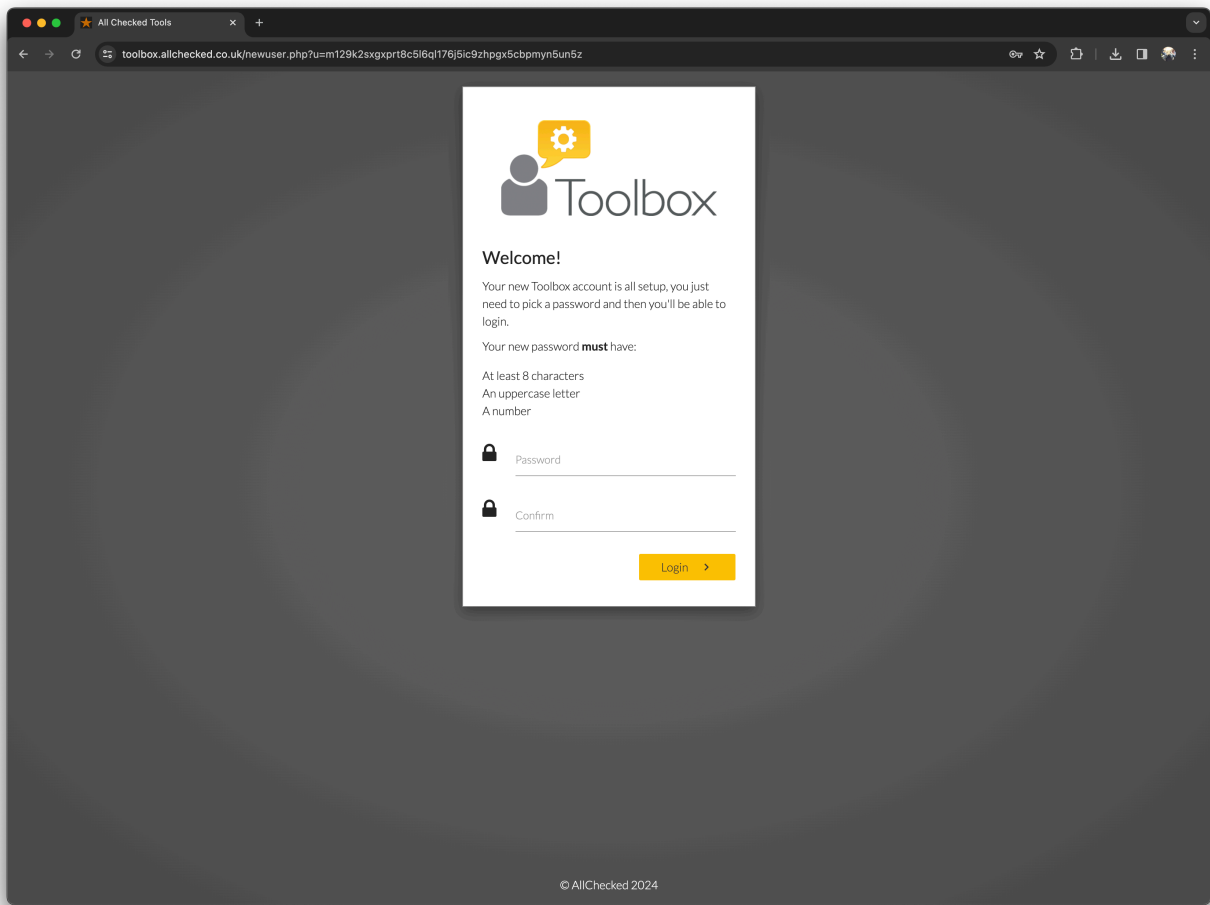 All Checked Tools
toolbox.allchecked.co.uk/newuser.php?u=m129k2sxgxprt8c5l6ql176j5ic9zhpgx5cbpmyn5un5z
Toolbox
Welcome!
Your new Toolbox account is all setup, you just
need to pick a password and then you'll be able to
login.
Your new password must have:
At least 8 characters
An uppercase letter
A number
Password
Confirm
Login
© AllChecked 2024